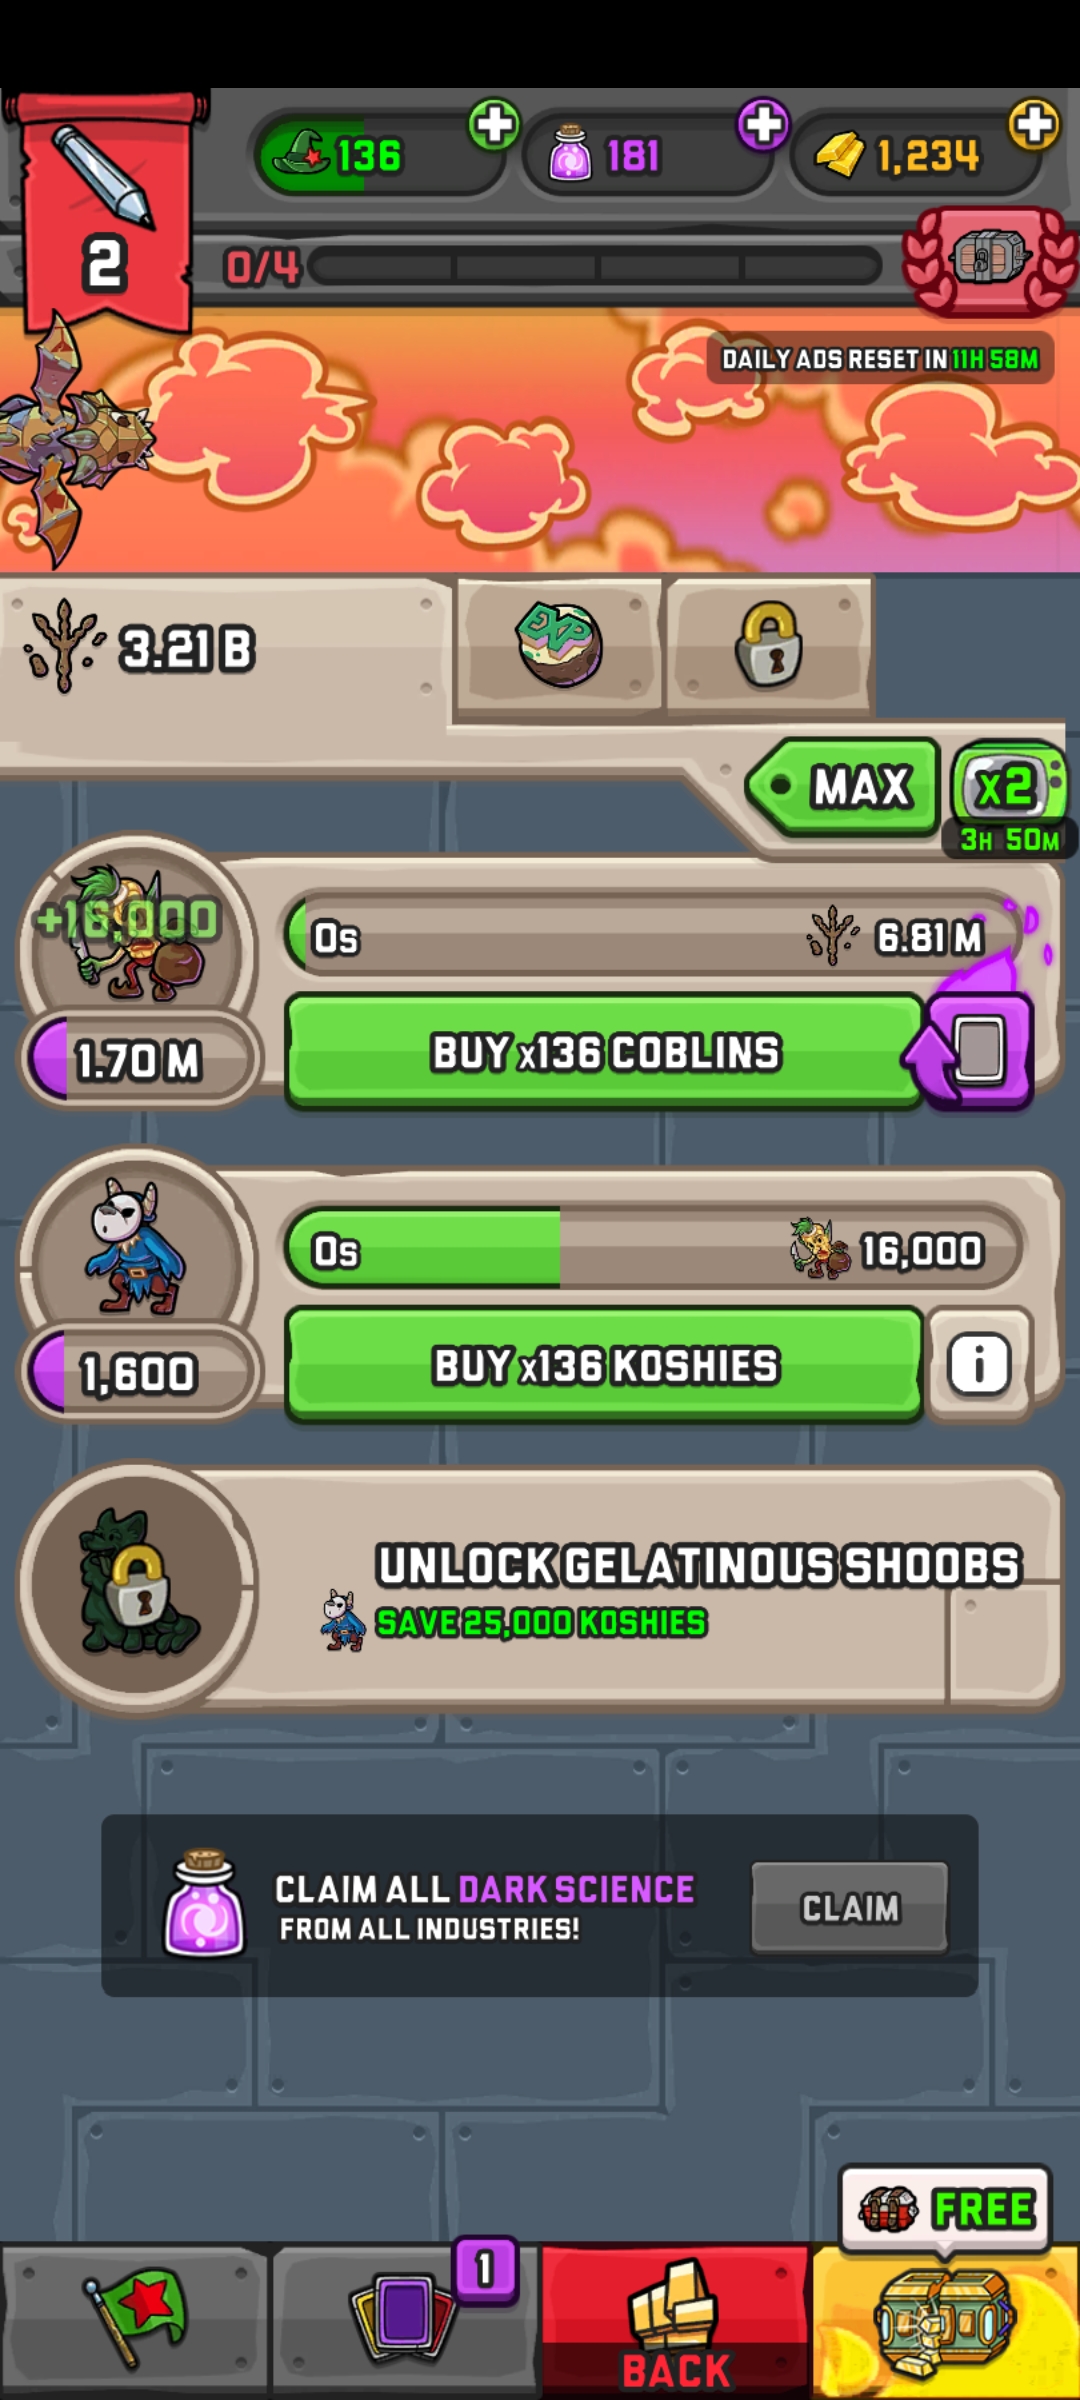 136
181
1,234
2
0/4
DAILY ADS RESET IN 11H 58M
3.21 B
EXP
MAX
x2
3H 50M
+16,000
0s
6.81 M
1.70 M
BUY x136 COBLINS
0s
16,000
1,600
BUY x136 KOSHIES
i
UNLOCK GELATINOUS SHOOBS
SAVE 25,000 KOSHIES
CLAIM ALL DARK SCIENCE
FROM ALL INDUSTRIES!
CLAIM
FREE
1
BACK